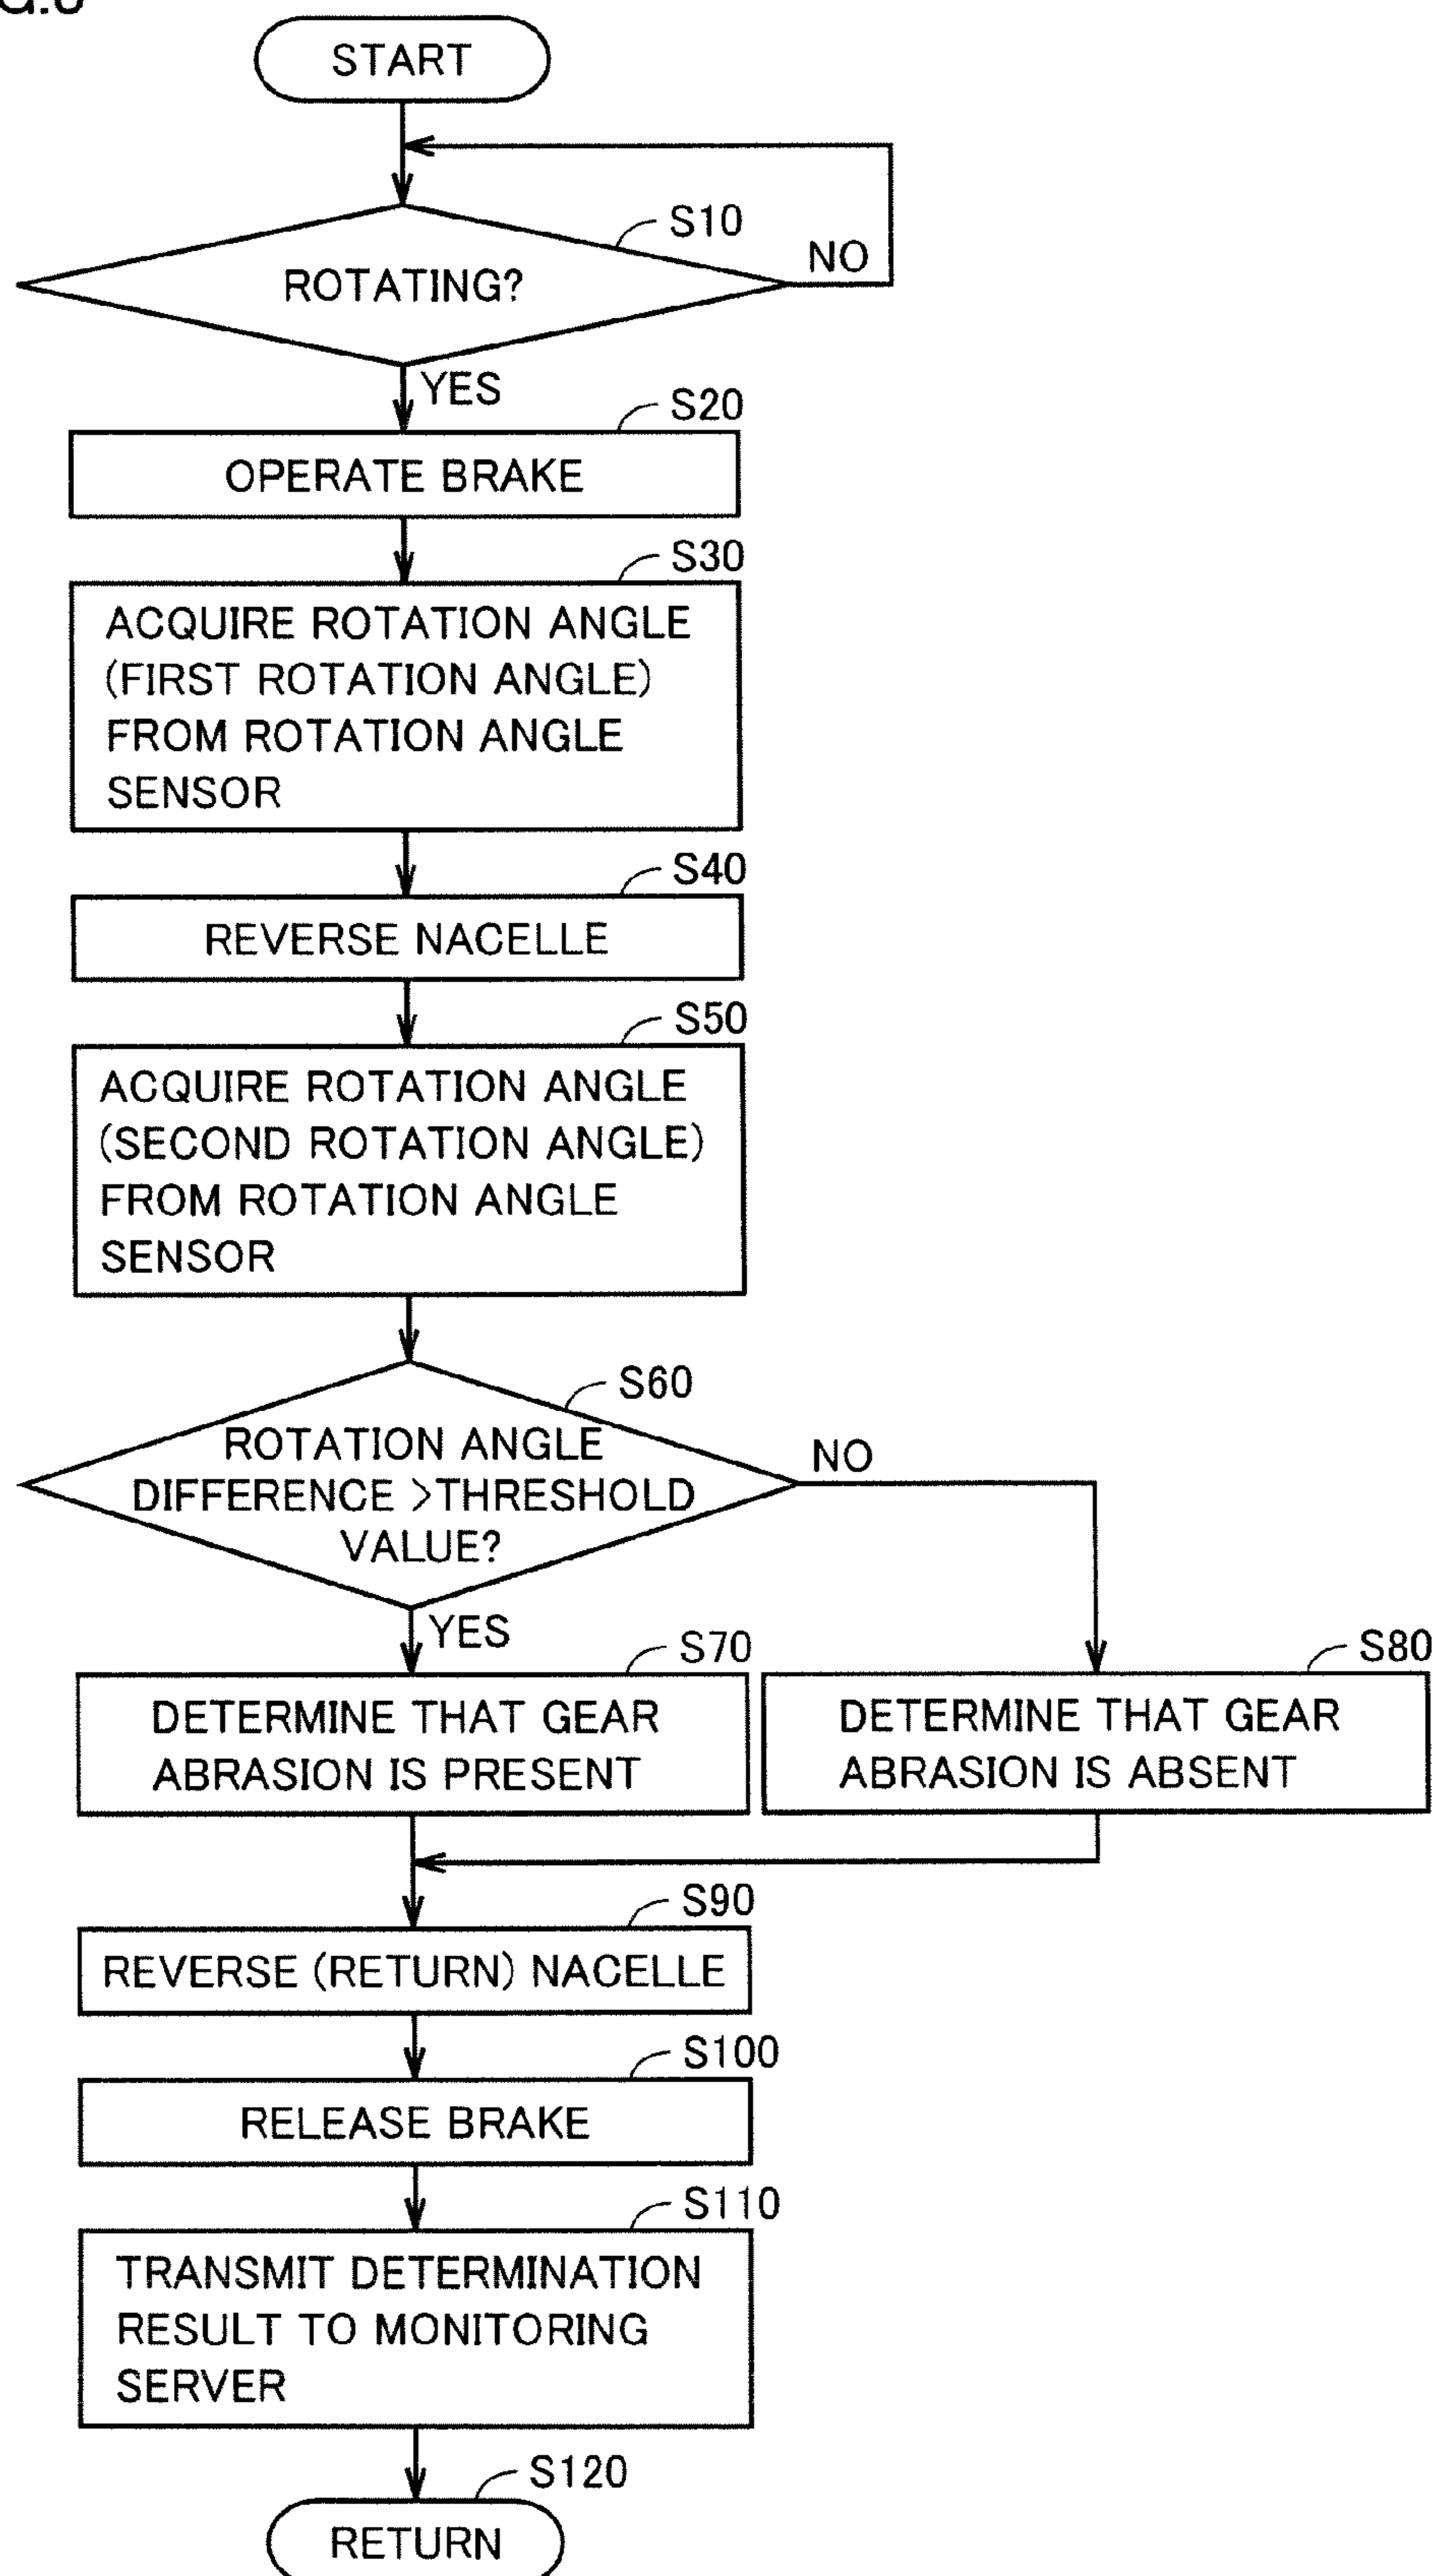 START
S10
ROTATING?
NO
YES
S20
OPERATE BRAKE
S30
ACQUIRE ROTATION ANGLE
(FIRST ROTATION ANGLE)
FROM ROTATION ANGLE
SENSOR
S40
REVERSE NACELLE
S50
ACQUIRE ROTATION ANGLE
(SECOND ROTATION ANGLE)
FROM ROTATION ANGLE
SENSOR
S60
ROTATION ANGLE
DIFFERENCE >THRESHOLD
VALUE?
NO
YES
S70
DETERMINE THAT GEAR
ABRASION IS PRESENT
S80
DETERMINE THAT GEAR
ABRASION IS ABSENT
S90
REVERSE (RETURN) NACELLE
S100
RELEASE BRAKE
S110
TRANSMIT DETERMINATION
RESULT TO MONITORING
SERVER
S120
RETURN